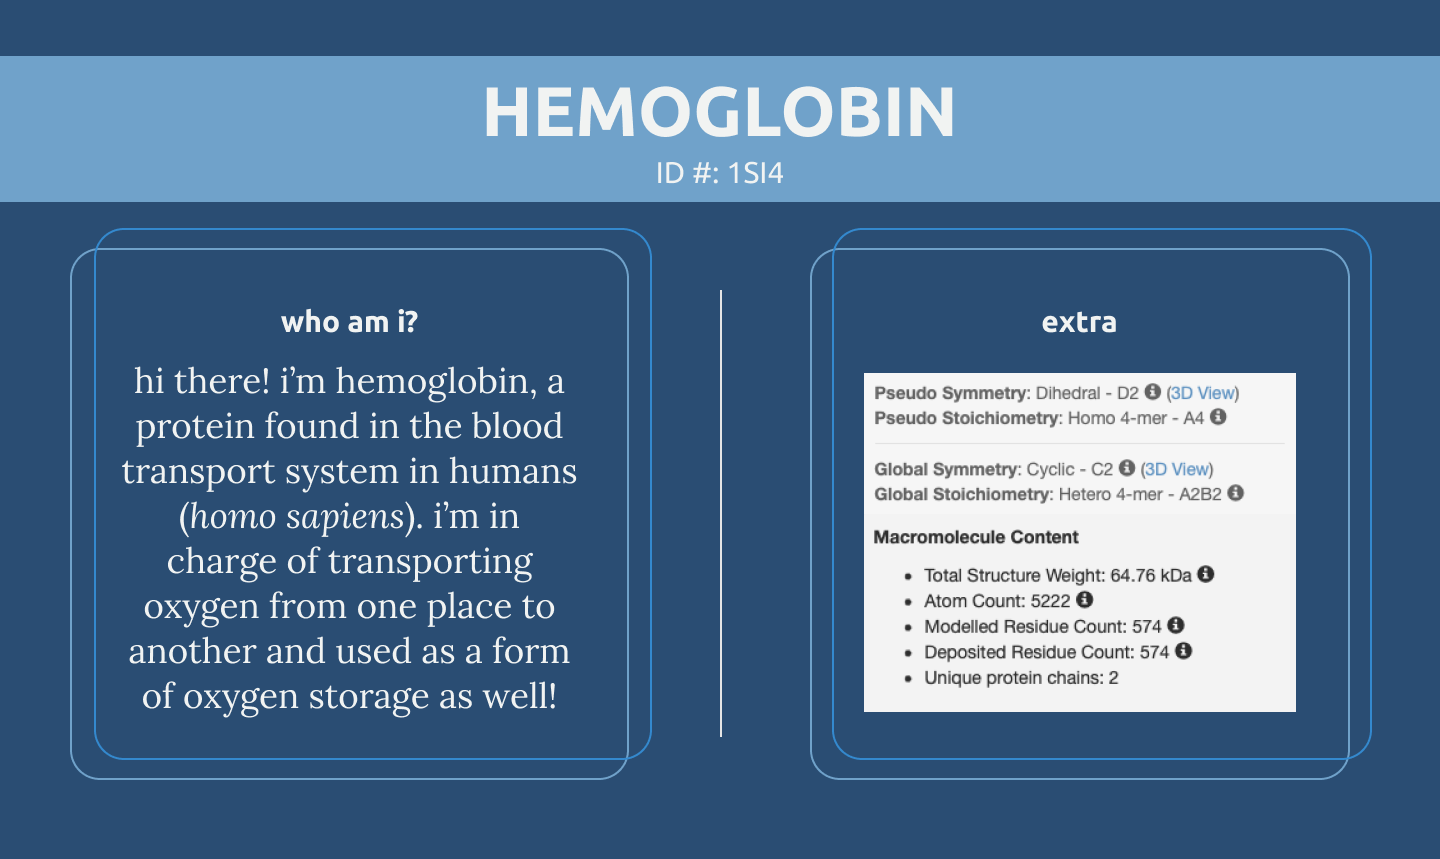 HEMOGLOBIN
ID #: 1SI4
who am i?
hi there! i’m hemoglobin, a
protein found in the blood
transport system in humans
(homo sapiens). i’m in
charge of transporting
oxygen from one place to
another and used as a form
of oxygen storage as well!
extra
Pseudo Symmetry: Dihedral - D2 (3D View)
Pseudo Stoichiometry: Homo 4-mer - A4
Global Symmetry: Cyclic - C2 (3D View)
Global Stoichiometry: Hetero 4-mer - A2B2
Macromolecule Content
• Total Structure Weight: 64.76 kDa
• Atom Count: 5222
• Modelled Residue Count: 574
• Deposited Residue Count: 574
• Unique protein chains: 2